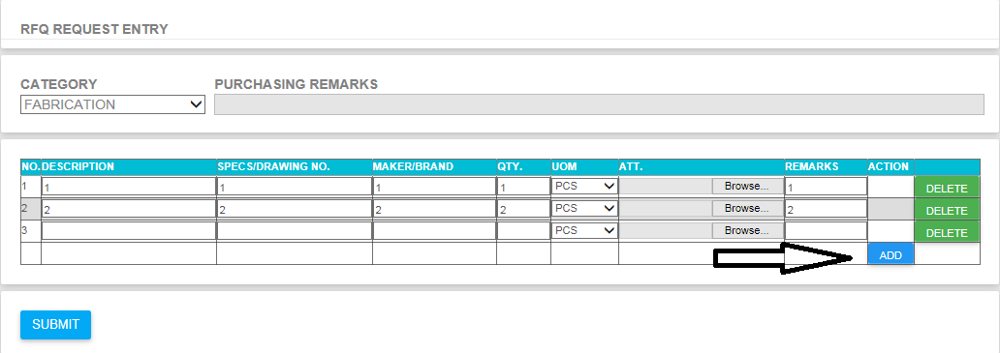 RFQ REQUEST ENTRY
CATEGORY PURCHASING REMARKS
FABRICATION
NO. DESCRIPTION SPECS/DRAWING NO. MAKER/BRAND QTY. UOM ATT. REMARKS ACTION
1 1 1 1 1 PCS Browse... 1 DELETE
2 2 2 2 2 PCS Browse... 2 DELETE
3 PCS Browse... DELETE
ADD
SUBMIT